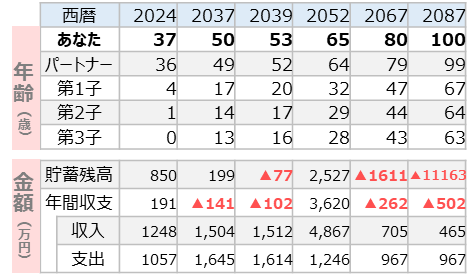 西暦 2024 2037 2039 2052 2067 2087
年齢（歳）
あなた 37 50 53 65 80 100
パートナー 36 49 52 64 79 99
第1子 4 17 20 32 47 67
第2子 1 14 17 29 44 64
第3子 0 13 16 28 43 63
金額（万円）
貯蓄残高 850 199 ▲77 2,527 ▲1611 ▲11163
年間収支 191 ▲141 ▲102 3,620 ▲262 ▲502
収入 1248 1,504 1,512 4,867 705 465
支出 1057 1,645 1,614 1,246 967 967